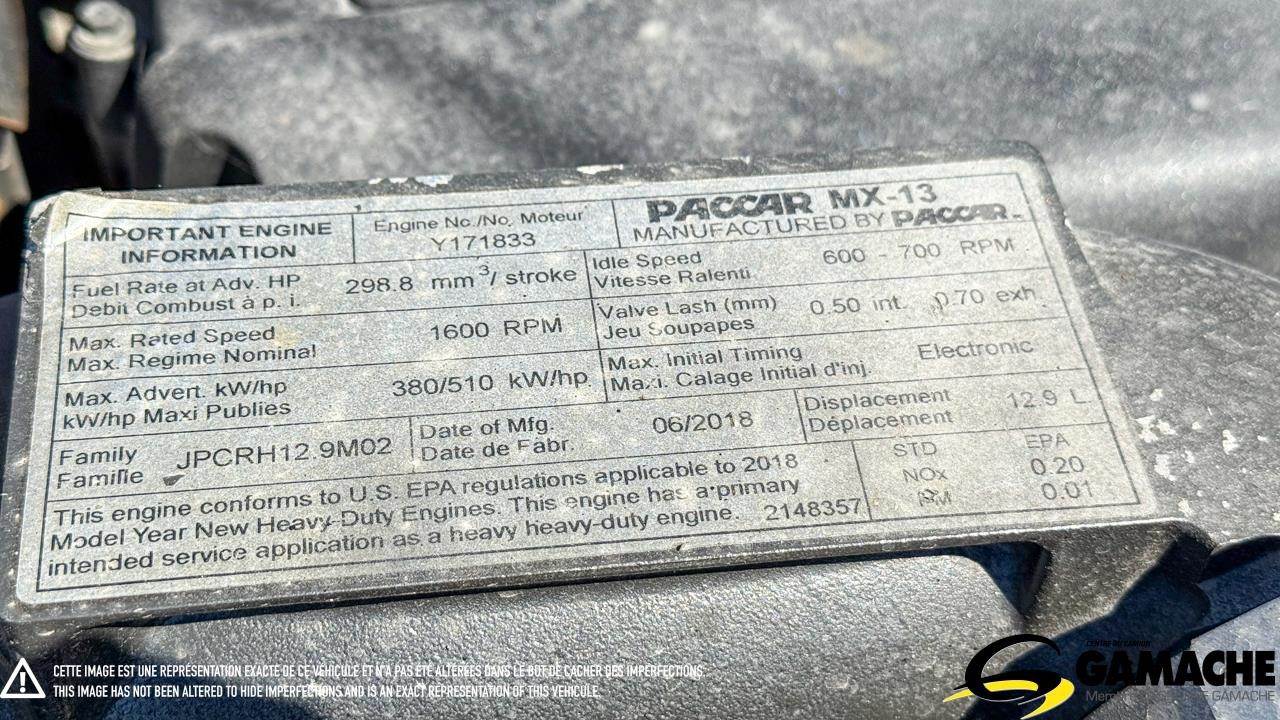 IMPORTANT ENGINE
INFORMATION
Engine No./No. Moteur
Y171833
PACCAR MX-13
MANUFACTURED BY PACCAR
Fuel Rate at Adv. HP
Debit Combust à p. i.
298.8 mm³/ stroke
Idle Speed
Vitesse Ralenti
600 - 700 RPM
Max. Rated Speed
Max. Regime Nominal
1600 RPM
Valve Lash (mm)
Jeu Soupapes
0.50 int. 0.70 exh.
Max. Advert. kW/hp
kW/hp Maxi Publies
380/510 kW/hp
Max. Initial Timing
Maxi. Calage Initial d'inj.
Electronic
Family
Famille
JPCRH12.9M02
Date of Mfg.
Date de Fabr.
06/2018
Displacement
Déplacement
12.9 L
This engine conforms to U.S. EPA regulations applicable to 2018
Model Year New Heavy-Duty Engines. This engine has a primary
intended service application as a heavy heavy-duty engine. 2148357
STD EPA
NOx 0.20
PM 0.01
CETTE IMAGE EST UNE REPRÉSENTATION EXACTE DE CE VÉHICULE ET N'A PAS ÉTÉ ALTÉRÉES DANS LE BUT DE CACHER DES IMPERFECTIONS.
THIS IMAGE HAS NOT BEEN ALTERED TO HIDE IMPERFECTIONS AND IS AN EXACT REPRESENTATION OF THIS VEHICLE.
CENTRE DU CAMION
GAMACHE
GAMACHE